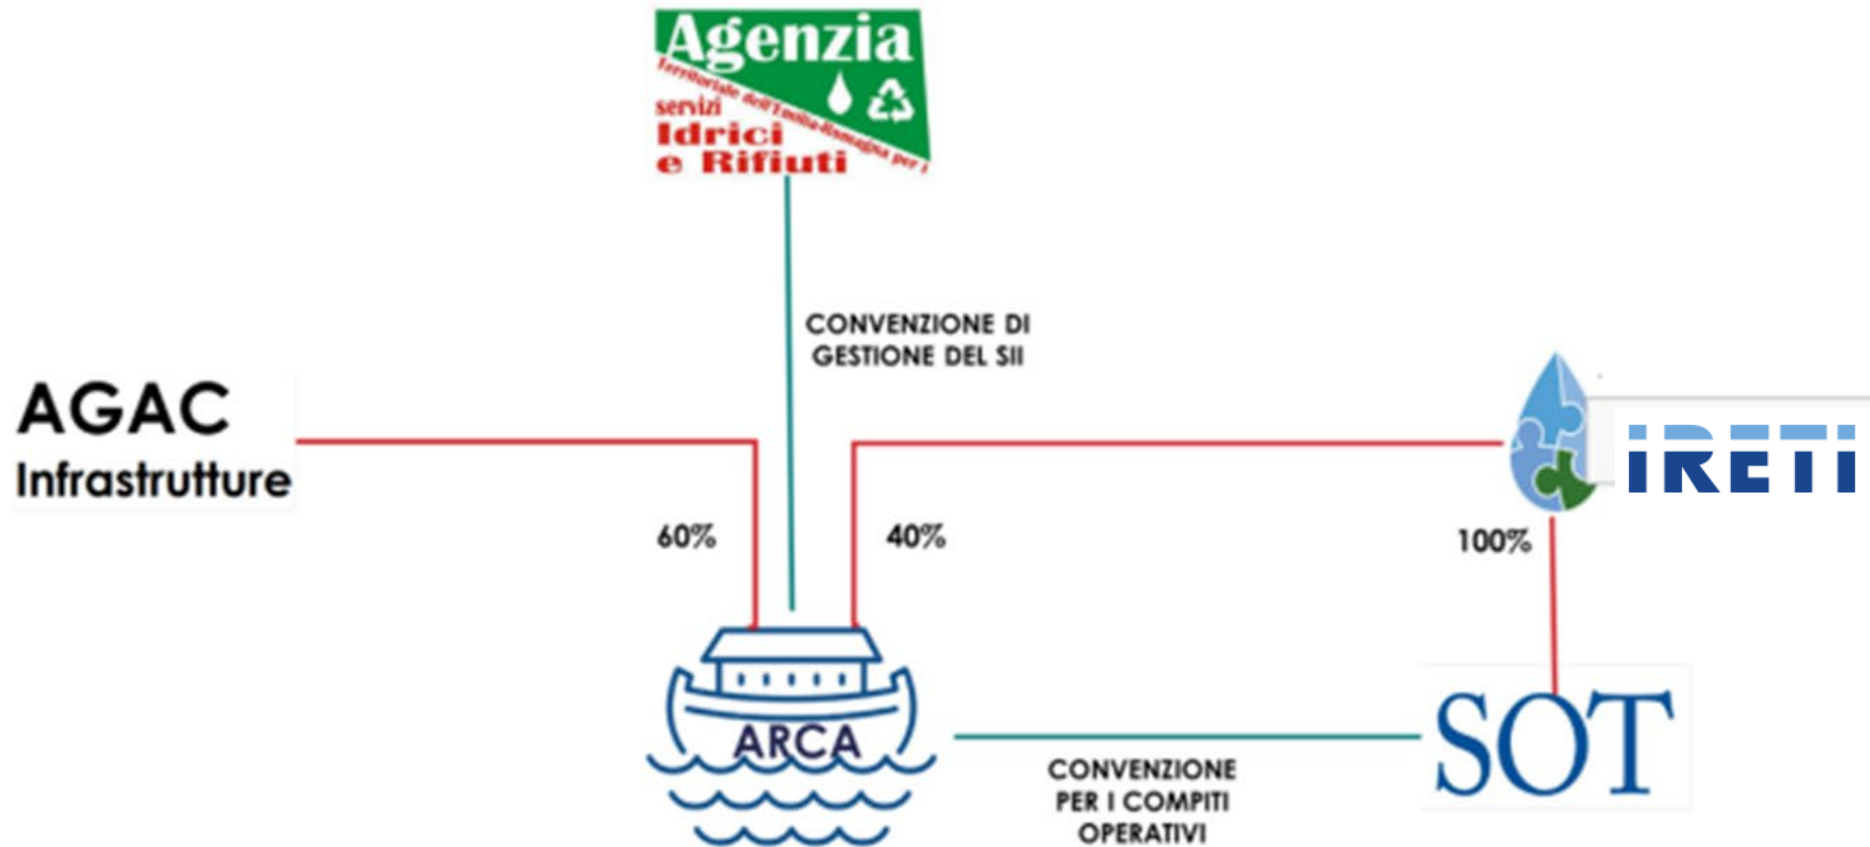 Agenzia
Territoriale dell'Emilia-Romagna per i
servizi
Idrici
e Rifiuti
CONVENZIONE DI
GESTIONE DEL SII
AGAC
Infrastrutture
iRETI
60%
40%
100%
ARCA
SOT
CONVENZIONE
PER I COMPITI
OPERATIVI